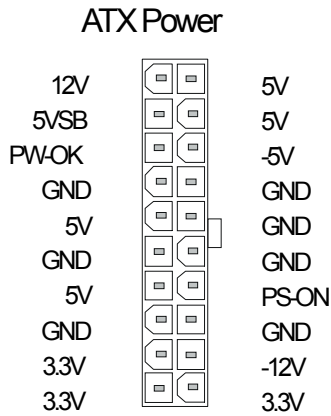 ATX Power
12V 5V
5VSB 5V
PW-OK -5V
GND GND
5V GND
GND GND
5V PS-ON
GND GND
3.3V -12V
3.3V 3.3V